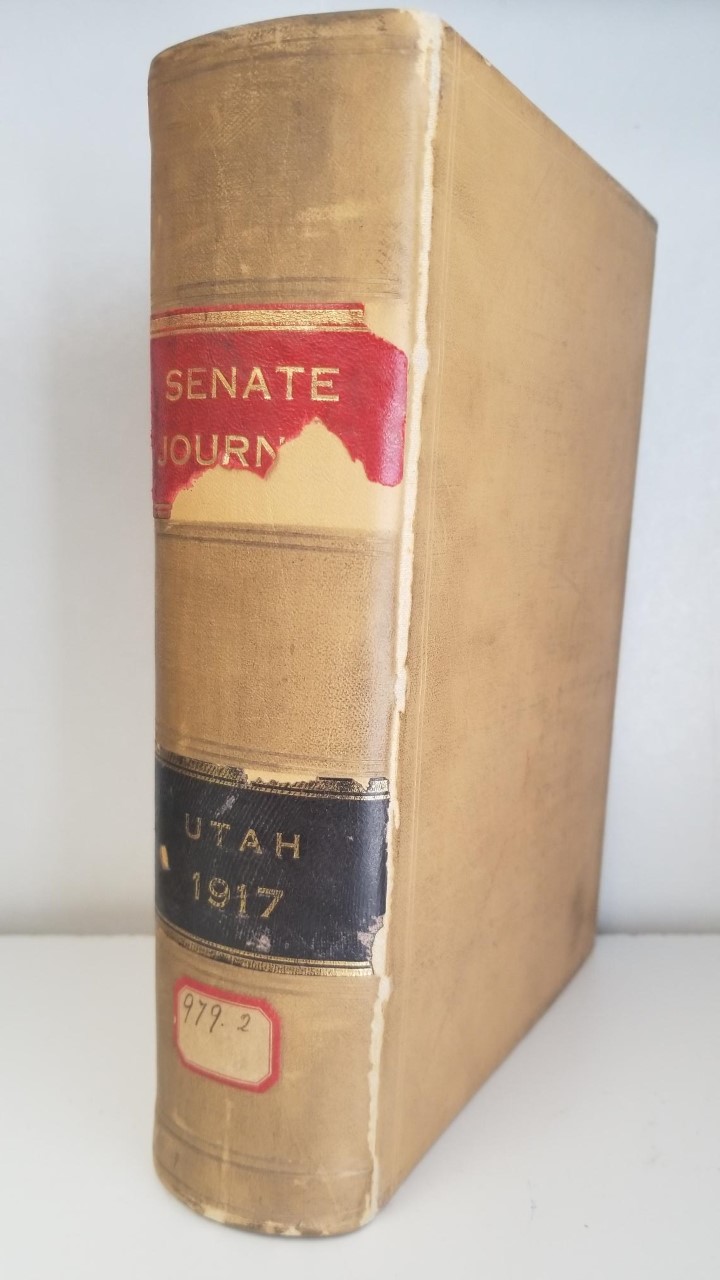 SENATE
JOURN
UTAH
1917
979.2